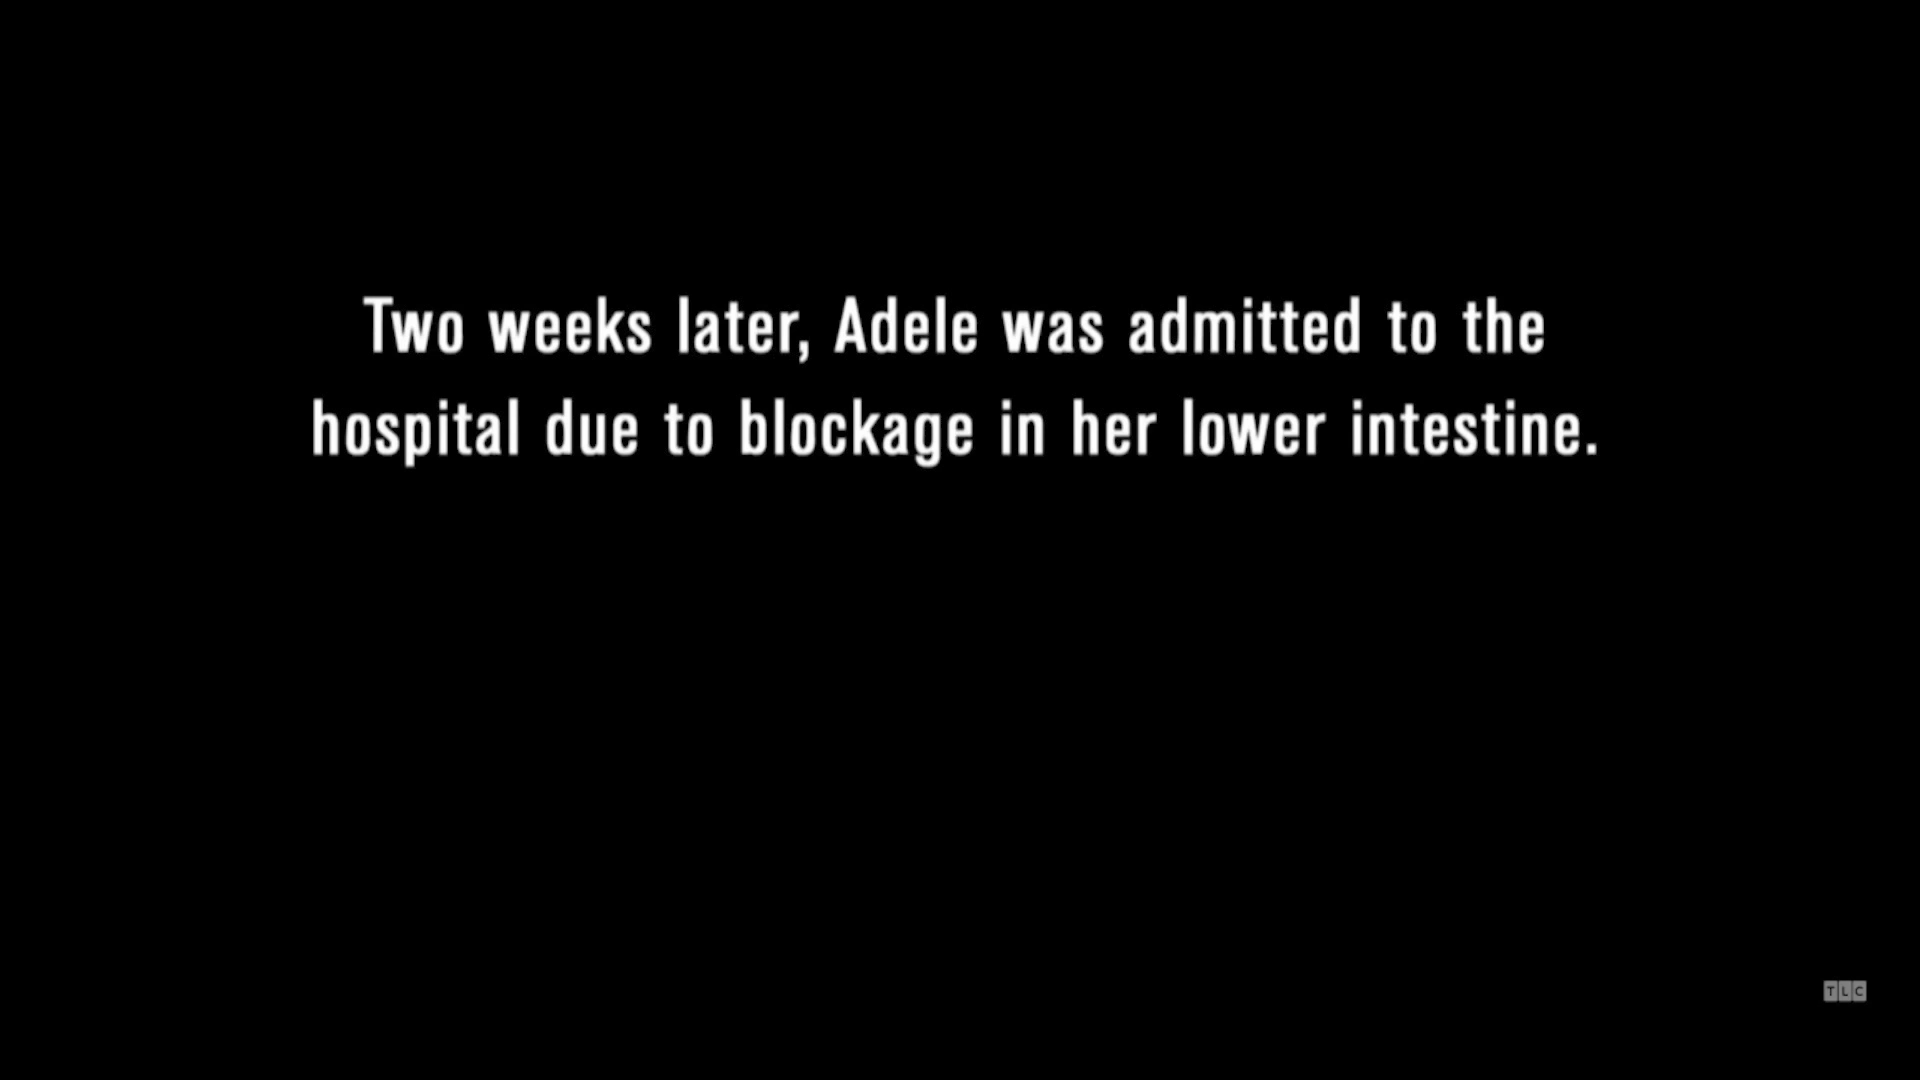 Two weeks later, Adele was admitted to the
hospital due to blockage in her lower intestine.
TLC